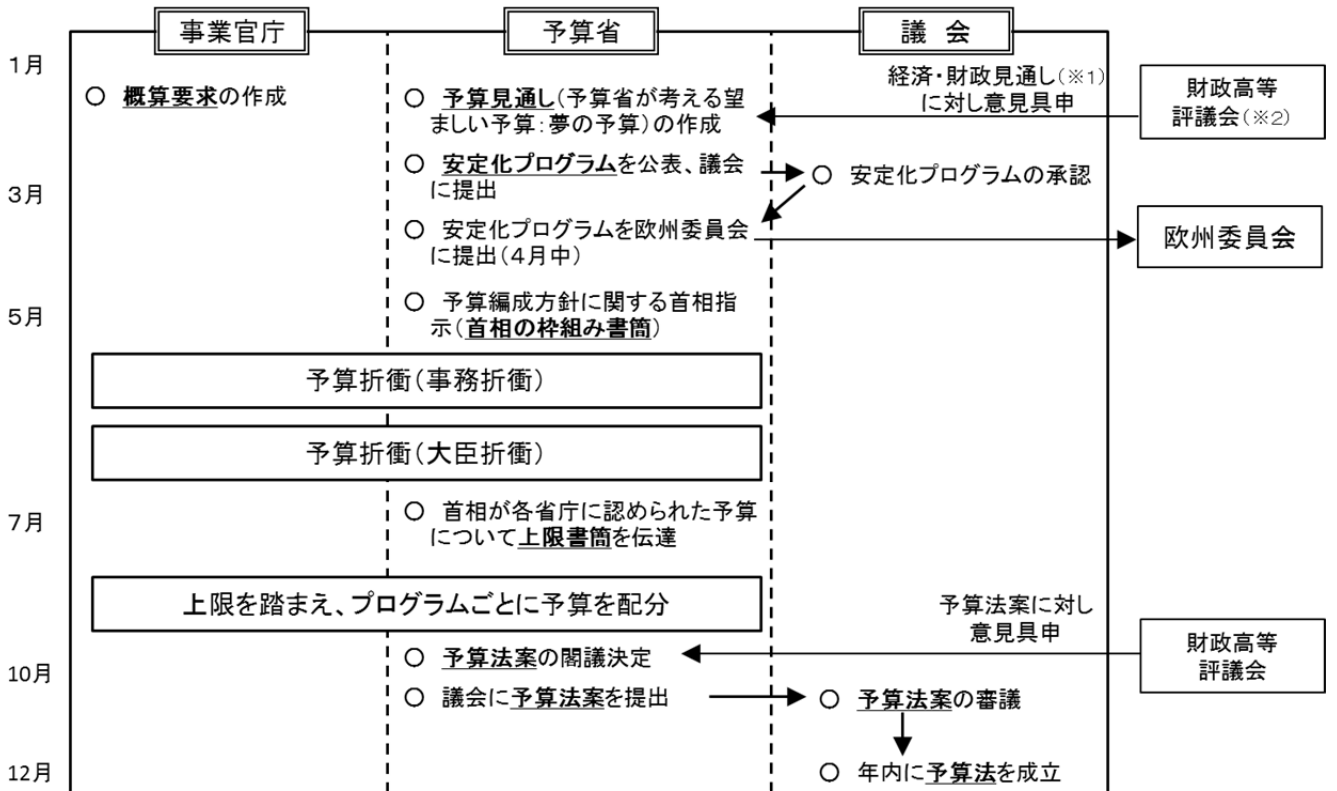 事業官庁
予算省
議 会
1月
○ 概算要求の作成
○ 予算見通し(予算省が考える望
ましい予算:夢の予算)の作成
経済・財政見通し(※1)
に対し意見具申
財政高等
評議会(※2)
○ 安定化プログラムを公表、議会
に提出
○ 安定化プログラムの承認
3月
○ 安定化プログラムを欧州委員会
に提出(4月中)
欧州委員会
5月
○ 予算編成方針に関する首相指
示(首相の枠組み書簡)
予算折衝(事務折衝)
予算折衝(大臣折衝)
7月
○ 首相が各省庁に認められた予算
について上限書簡を伝達
上限を踏まえ、プログラムごとに予算を配分
予算法案に対し
意見具申
財政高等
評議会
10月
○ 予算法案の閣議決定
○ 議会に予算法案を提出
○ 予算法案の審議
12月
○ 年内に予算法を成立